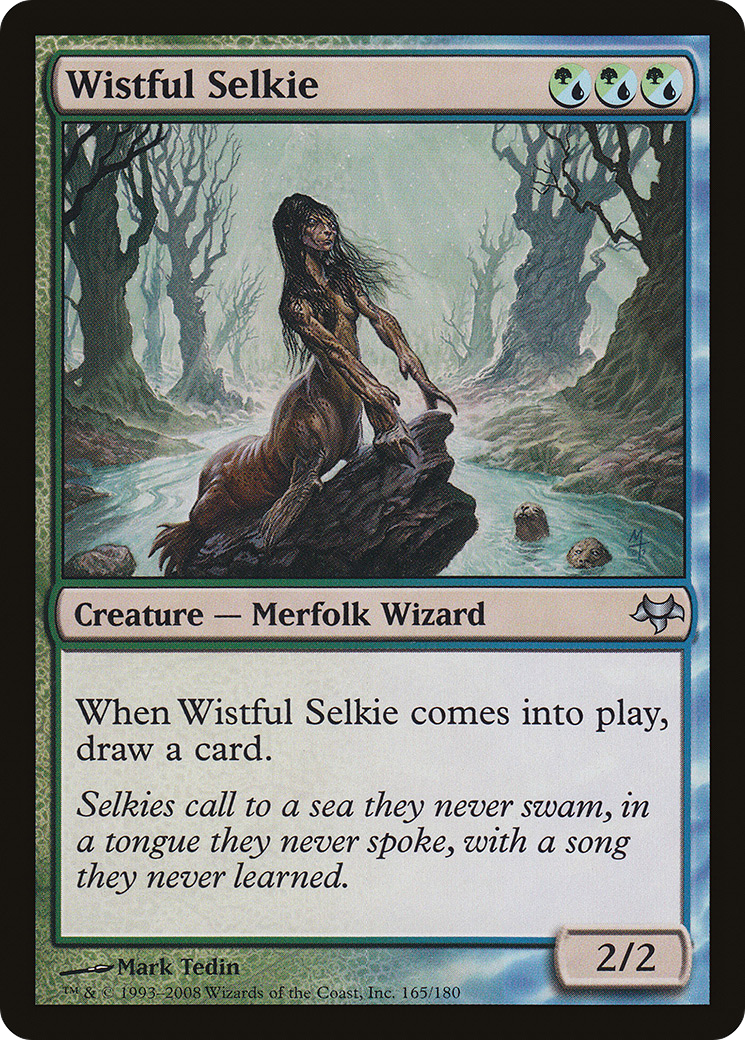 Wistful Selkie
Creature — Merfolk Wizard
When Wistful Selkie comes into play,
draw a card.
Selkies call to a sea they never swam, in
a tongue they never spoke, with a song
they never learned.
2/2
Mark Tedin
™ & © 1993–2008 Wizards of the Coast, Inc. 165/180